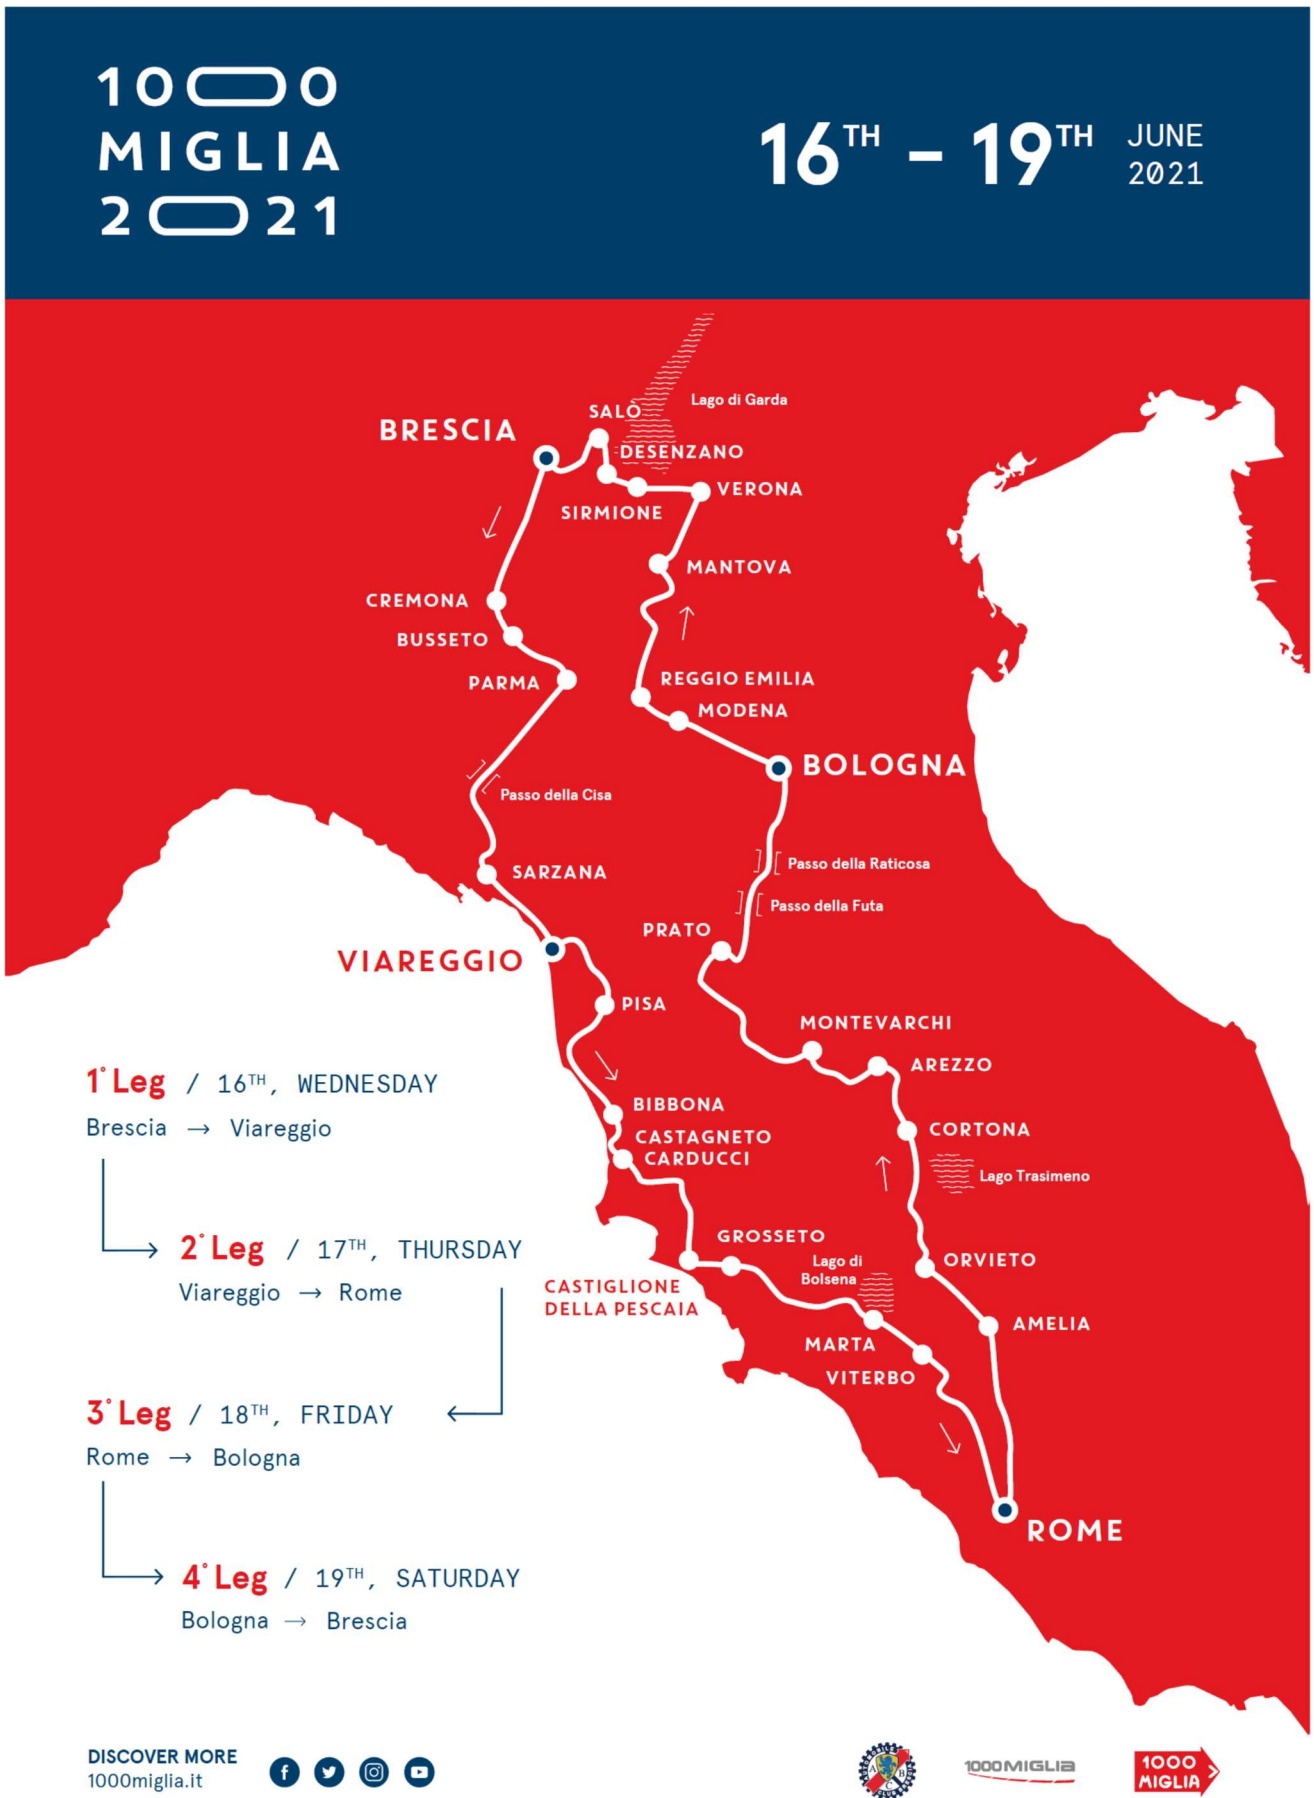 1000
MIGLIA
2021
16TH – 19TH JUNE
2021
Lago di Garda
SALÒ
BRESCIA
DESENZANO
VERONA
SIRMIONE
MANTOVA
CREMONA
BUSSETO
PARMA
REGGIO EMILIA
MODENA
BOLOGNA
Passo della Cisa
Passo della Raticosa
SARZANA
Passo della Futa
PRATO
VIAREGGIO
PISA
MONTEVARCHI
AREZZO
BIBBONA
CORTONA
CASTAGNETO
CARDUCCI
Lago Trasimeno
GROSSETO
Lago di
Bolsena
ORVIETO
CASTIGLIONE
DELLA PESCAIA
AMELIA
MARTA
VITERBO
ROME
1° Leg / 16TH, WEDNESDAY
Brescia → Viareggio
2° Leg / 17TH, THURSDAY
Viareggio → Rome
3° Leg / 18TH, FRIDAY
Rome → Bologna
4° Leg / 19TH, SATURDAY
Bologna → Brescia
DISCOVER MORE
1000miglia.it
1000MIGLIA
1000
MIGLIA